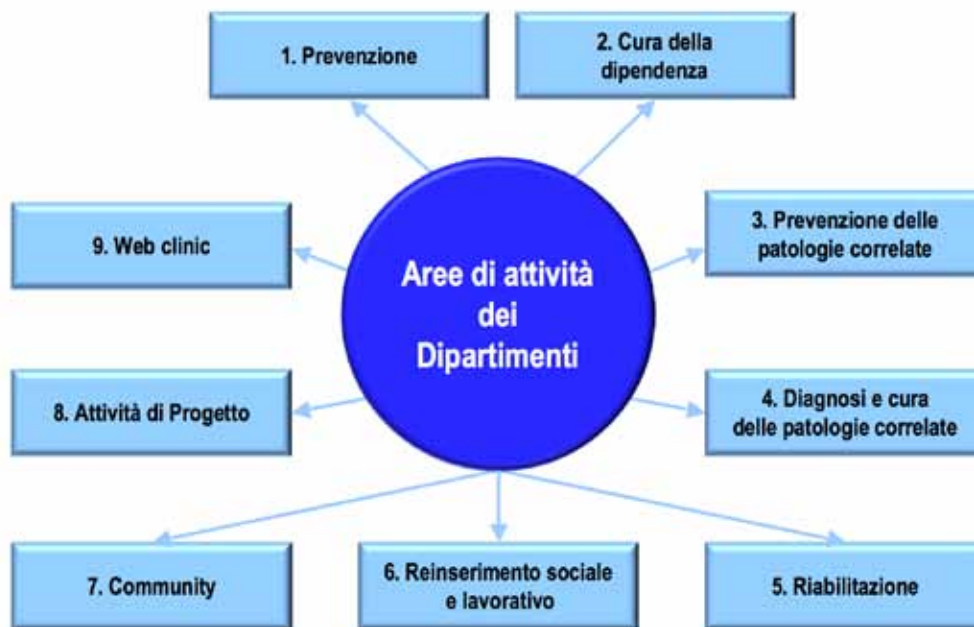 1. Prevenzione
2. Cura della
dipendenza
3. Prevenzione delle
patologie correlate
4. Diagnosi e cura
delle patologie correlate
5. Riabilitazione
6. Reinserimento sociale
e lavorativo
7. Community
8. Attività di Progetto
9. Web clinic
Aree di attività
dei
Dipartimenti